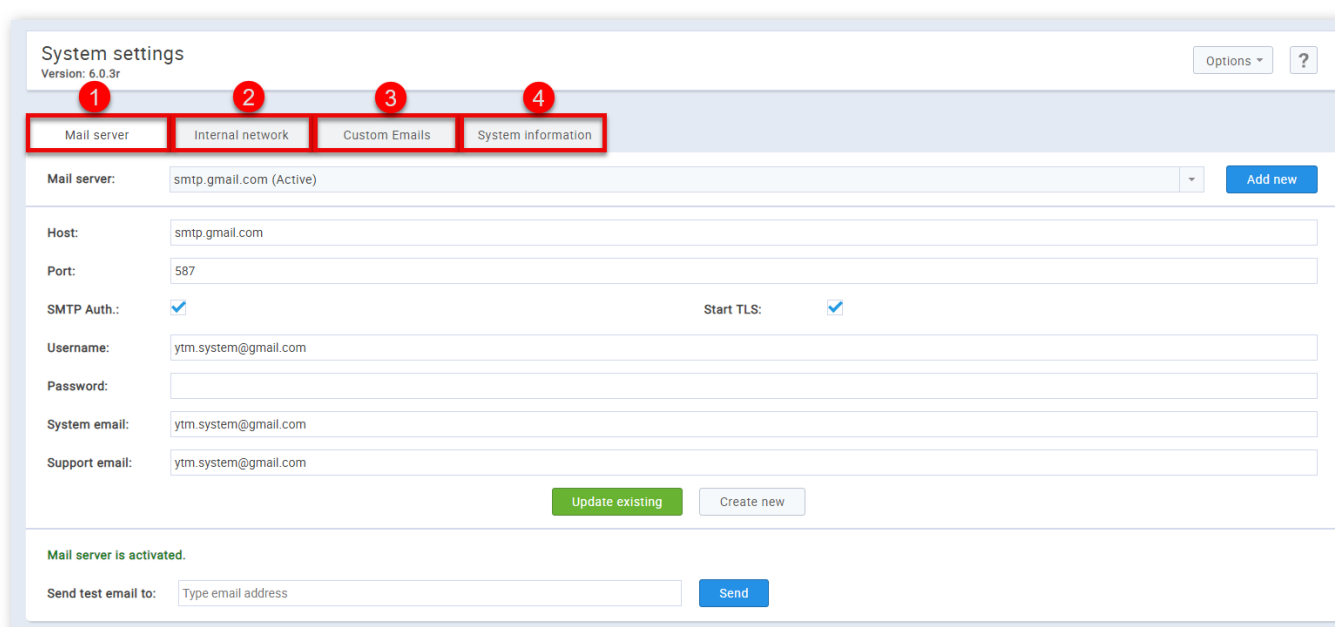 System settings
Version: 6.0.3r
Options
?
1 2 3 4
Mail server Internal network Custom Emails System information
Mail server: smtp.gmail.com (Active) Add new
Host: smtp.gmail.com
Port: 587
SMTP Auth.: Start TLS:
Username: ytm.system@gmail.com
Password:
System email: ytm.system@gmail.com
Support email: ytm.system@gmail.com
Update existing Create new
Mail server is activated.
Send test email to: Type email address Send